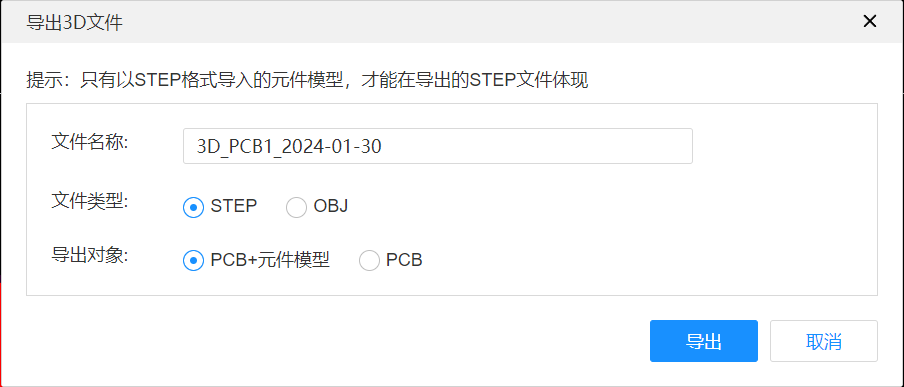 导出3D文件
提示：只有以STEP格式导入的元件模型，才能在导出的STEP文件体现
文件名称: 3D_PCB1_2024-01-30
文件类型: STEP OBJ
导出对象: PCB+元件模型 PCB
导出 取消